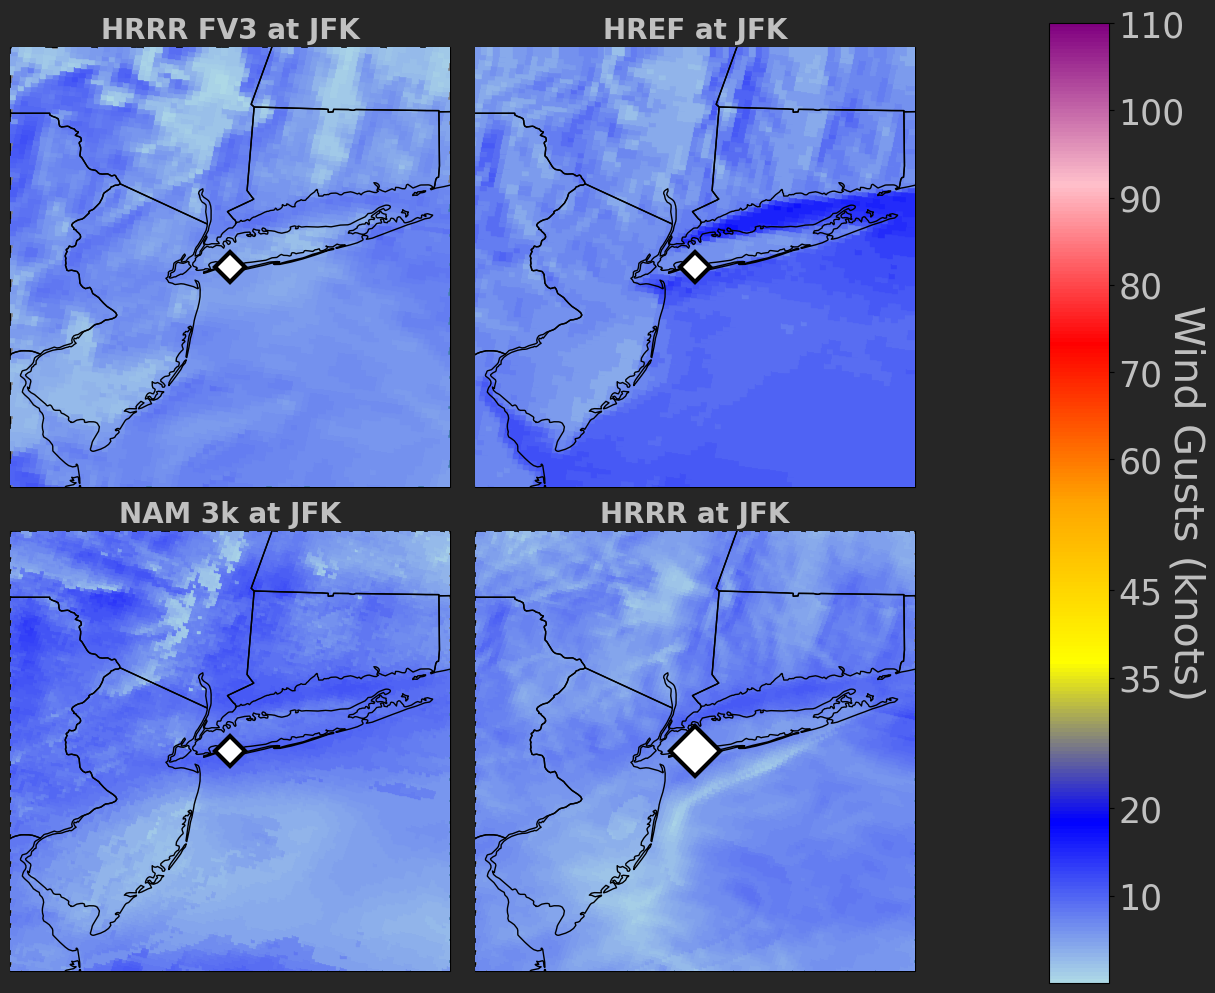 HRRR FV3 at JFK
HREF at JFK
NAM 3k at JFK
HRRR at JFK
110
100
90
80
70
60
45
35
20
10
Wind Gusts (knots)